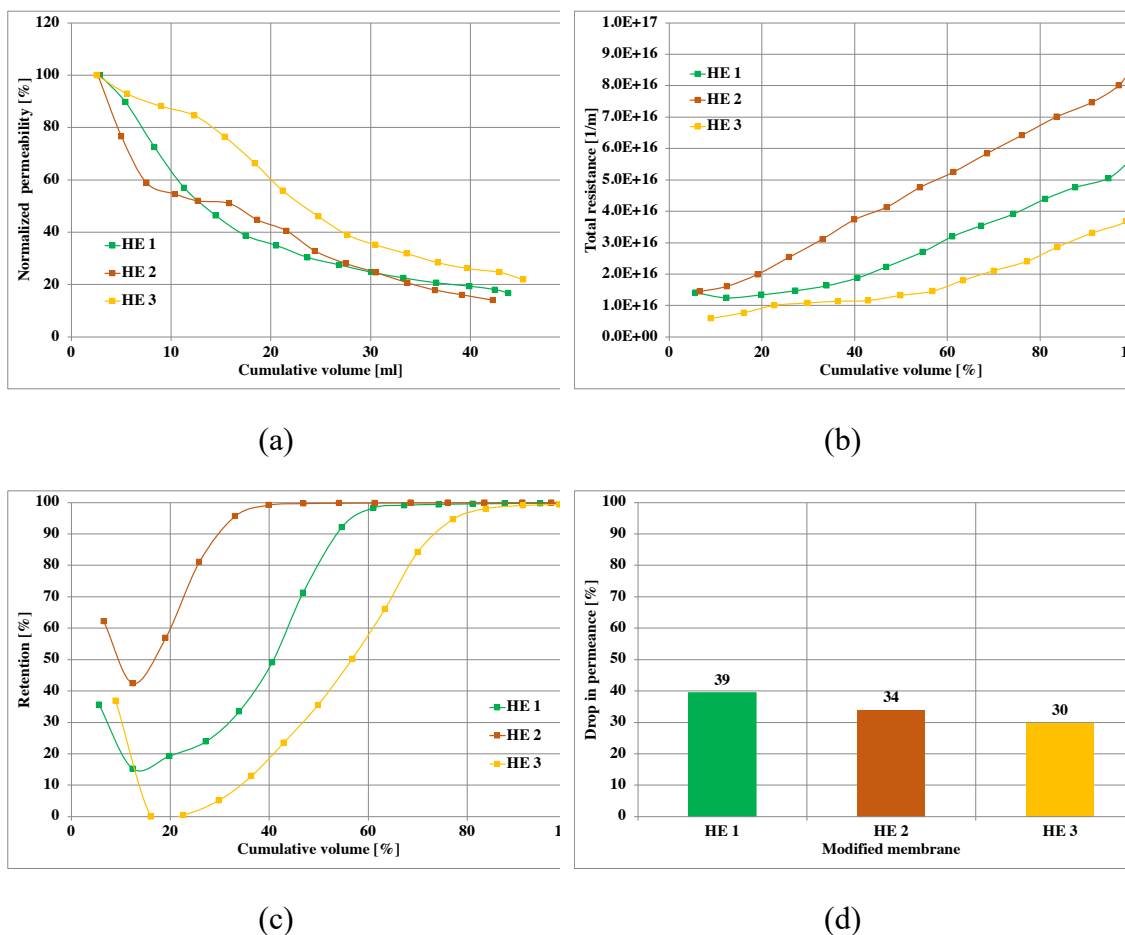 Normalized permeability [%]
120
100
80
60
40
20
0
HE 1
HE 2
HE 3
0 10 20 30 40
Cumulative volume [ml]
(a)
Total resistance [1/m]
1.0E+17
9.0E+16
8.0E+16
7.0E+16
6.0E+16
5.0E+16
4.0E+16
3.0E+16
2.0E+16
1.0E+16
0.0E+00
HE 1
HE 2
HE 3
0 20 40 60 80 1
Cumulative volume [%]
(b)
Retention [%]
100
90
80
70
60
50
40
30
20
10
0
HE 1
HE 2
HE 3
0 20 40 60 80 1
Cumulative volume [%]
(c)
Drop in permeance [%]
100
90
80
70
60
50
40
30
20
10
0
39
34
30
HE 1 HE 2 HE 3
Modified membrane
(d)